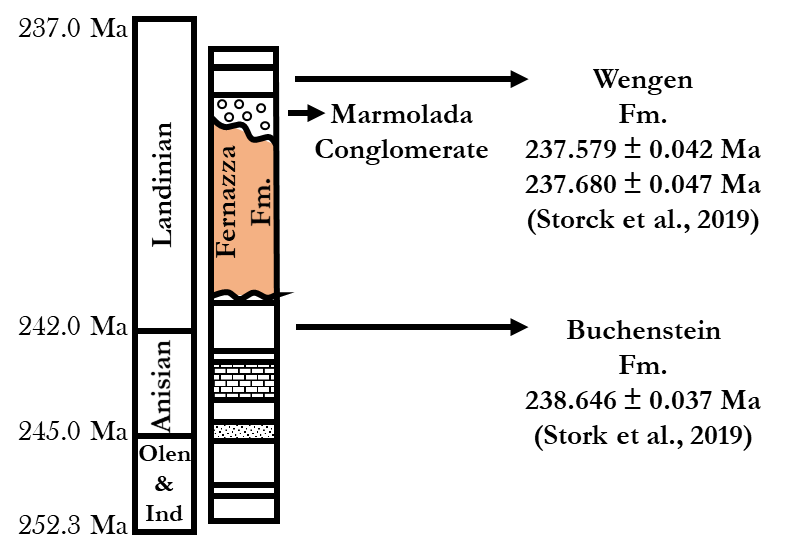 237.0 Ma
Landinian
242.0 Ma
Anisian
245.0 Ma
Olen
&
Ind
252.3 Ma
Fernazza
Fm.
Marmolada
Conglomerate
Wengen
Fm.
237.579 ± 0.042 Ma
237.680 ± 0.047 Ma
(Storck et al., 2019)
Buchenstein
Fm.
238.646 ± 0.037 Ma
(Stork et al., 2019)